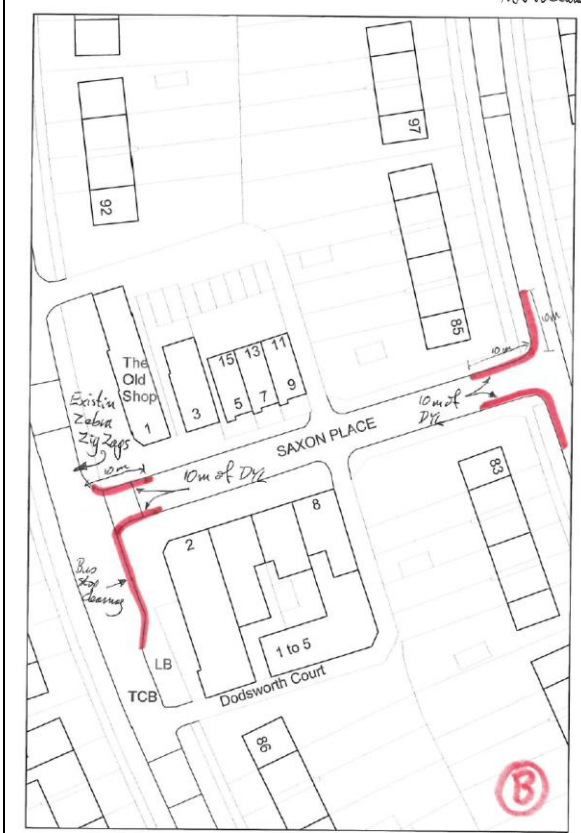 92
97
85
The
Old
Shop
1
3
15 13 11
5 7 9
10m
10m
Existin
Zebra
Zig Zags
10m
SAXON PLACE
10m of DYL
10m of
DYL
83
2
8
Bus
stop
clearway
1 to 5
LB
TCB
Dodsworth Court
86
B